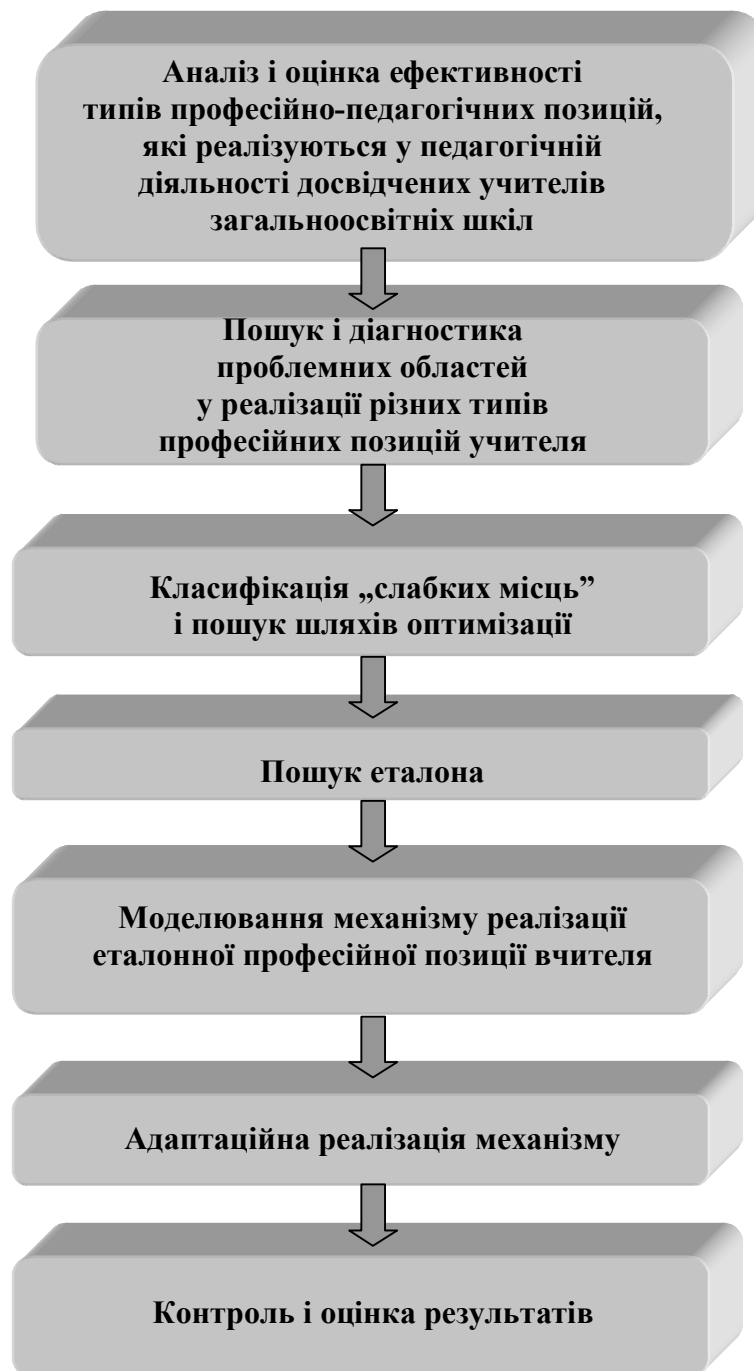 Аналіз і оцінка ефективності
типів професійно-педагогічних позицій,
які реалізуються у педагогічній
діяльності досвідчених учителів
загальноосвітніх шкіл
Пошук і діагностика
проблемних областей
у реалізації різних типів
професійних позицій учителя
Класифікація „слабких місць”
і пошук шляхів оптимізації
Пошук еталона
Моделювання механізму реалізації
еталонної професійної позиції вчителя
Адаптаційна реалізація механізму
Контроль і оцінка результатів